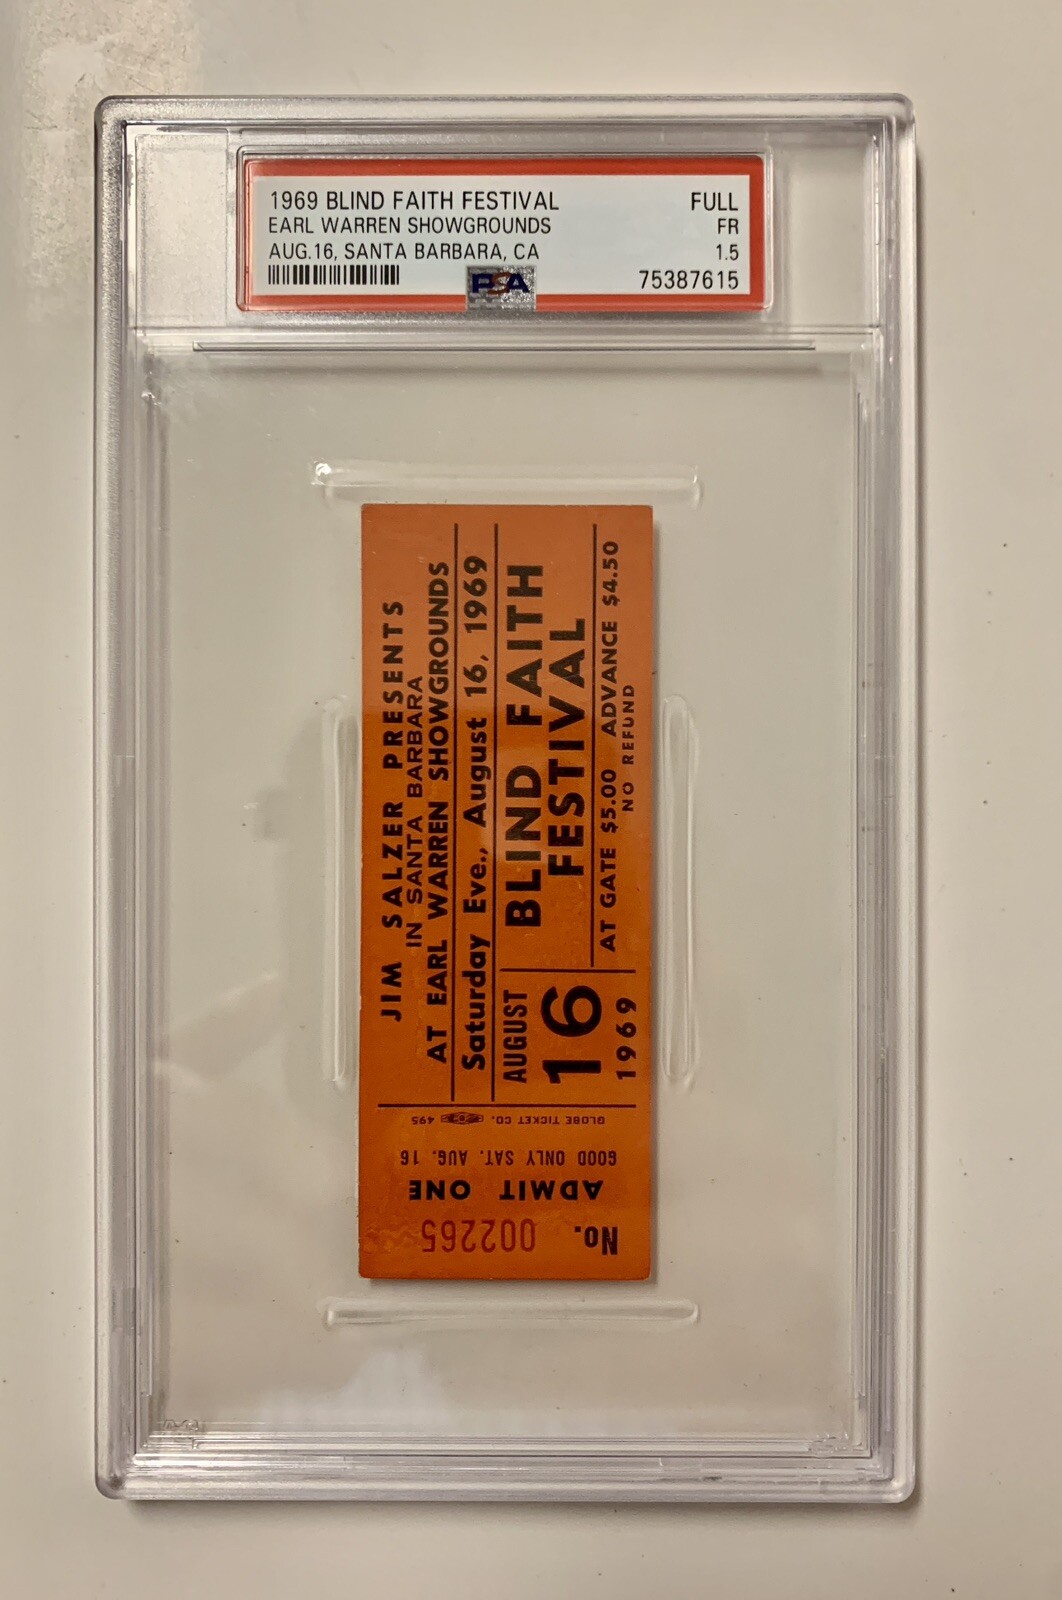 1969 BLIND FAITH FESTIVAL FULL
EARL WARREN SHOWGROUNDS FR
AUG.16, SANTA BARBARA, CA 1.5
PSA 75387615
JIM SALZER PRESENTS
IN SANTA BARBARA
AT EARL WARREN SHOWGROUNDS
Saturday Eve., August 16, 1969
AUGUST
16
1969
BLIND FAITH
FESTIVAL
AT GATE $5.00 ADVANCE $4.50
NO REFUND
GLOBE TICKET CO. 495
GOOD ONLY SAT. AUG. 16
ADMIT ONE
No. 002265